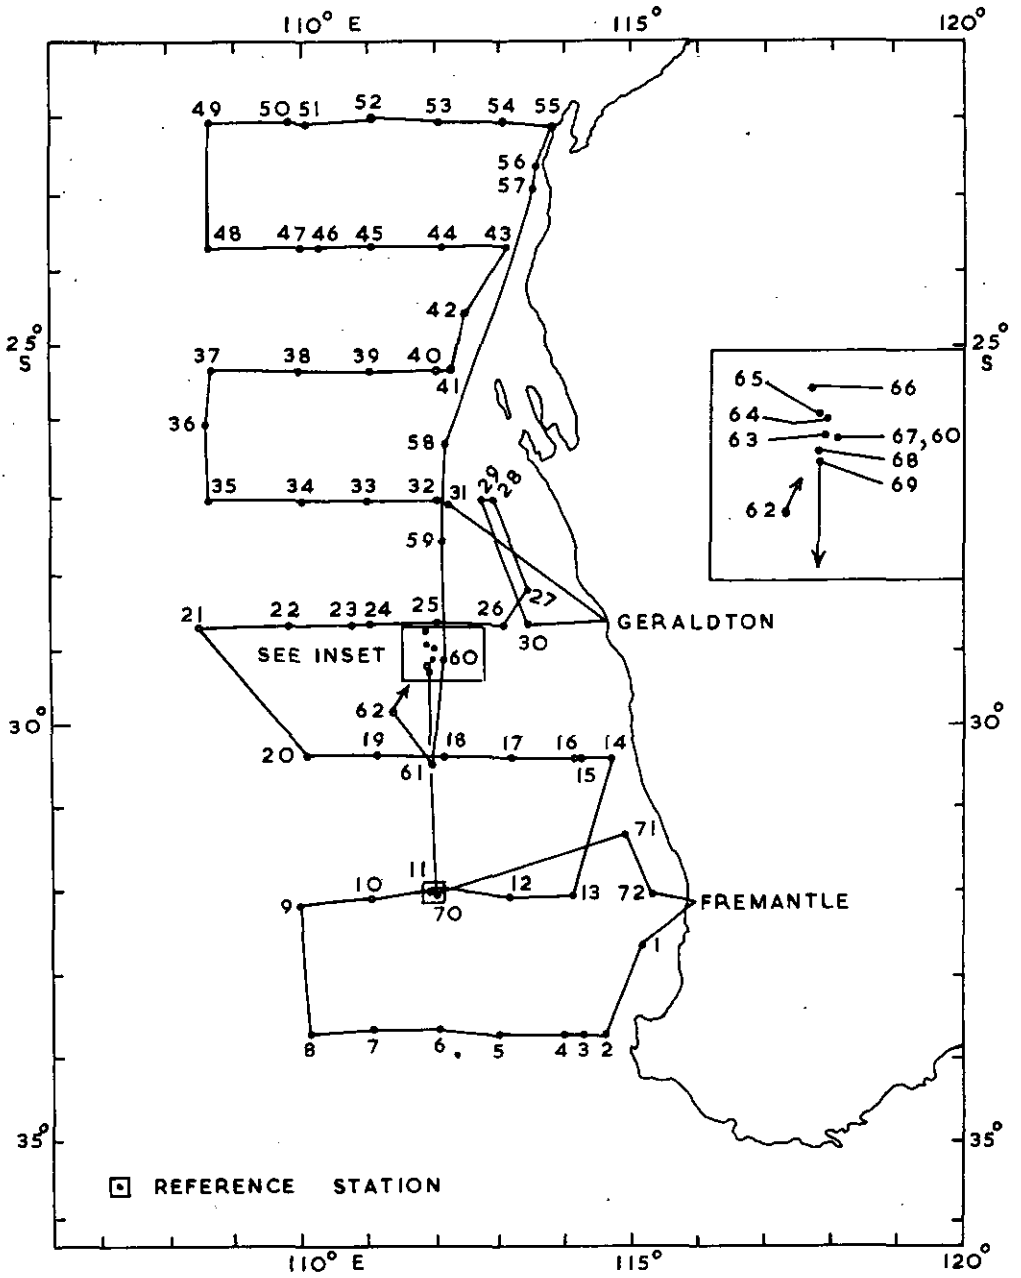 110° E 115° 120°
49 50 51 52 53 54 55
56
57
48 47 46 45 44 43
42
25° S
37 38 39 40
41
25° S
36
58
65 66
64
63 67,60
68
69
62
35 34 33 32 31 29 28
59
27
21 22 23 24 25 26
30
GERALDTON
SEE INSET 60
62
30° 30°
20 19 18 17 16 14
61 15
71
11
10 12 13 72
9 70
FREMANTLE
1
8 7 6 5 4 3 2
35° 35°
REFERENCE STATION
110° E 115° 120°